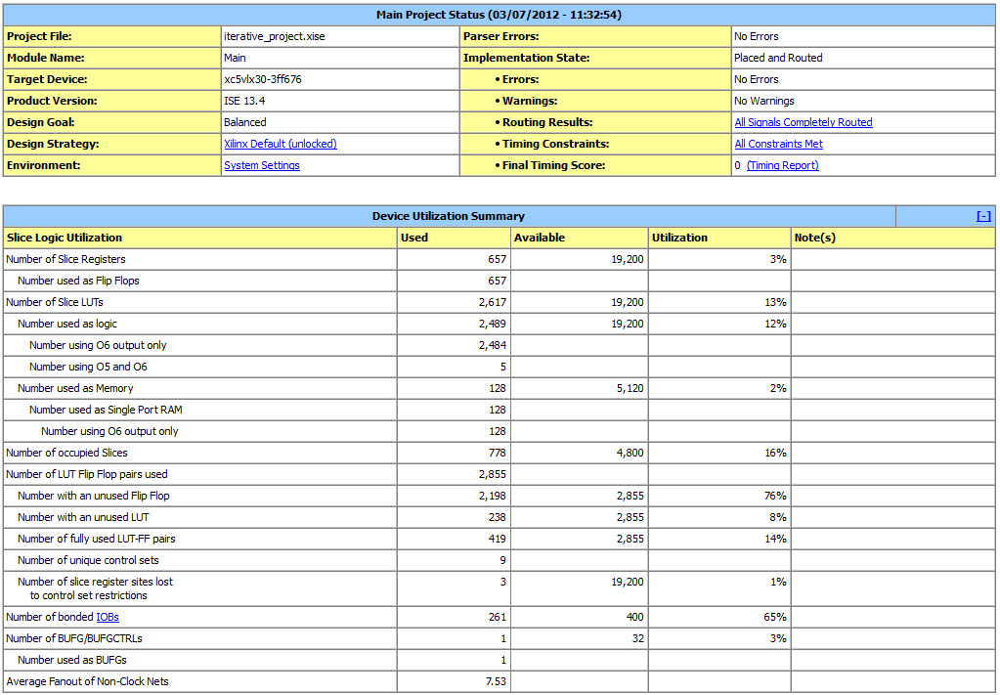 Main Project Status (03/07/2012 - 11:32:54)
Project File: iterative_project.xise Parser Errors: No Errors
Module Name: Main Implementation State: Placed and Routed
Target Device: xc5vlx30-3ff676 • Errors: No Errors
Product Version: ISE 13.4 • Warnings: No Warnings
Design Goal: Balanced • Routing Results: All Signals Completely Routed
Design Strategy: Xilinx Default (unlocked) • Timing Constraints: All Constraints Met
Environment: System Settings • Final Timing Score: 0 (Timing Report)
Device Utilization Summary [-]
Slice Logic Utilization Used Available Utilization Note(s)
Number of Slice Registers 657 19,200 3%
Number used as Flip Flops 657
Number of Slice LUTs 2,617 19,200 13%
Number used as logic 2,489 19,200 12%
Number using O6 output only 2,484
Number using O5 and O6 5
Number used as Memory 128 5,120 2%
Number used as Single Port RAM 128
Number using O6 output only 128
Number of occupied Slices 778 4,800 16%
Number of LUT Flip Flop pairs used 2,855
Number with an unused Flip Flop 2,198 2,855 76%
Number with an unused LUT 238 2,855 8%
Number of fully used LUT-FF pairs 419 2,855 14%
Number of unique control sets 9
Number of slice register sites lost
to control set restrictions 3 19,200 1%
Number of bonded IOBs 261 400 65%
Number of BUFG/BUFGCTRLs 1 32 3%
Number used as BUFGs 1
Average Fanout of Non-Clock Nets 7.53